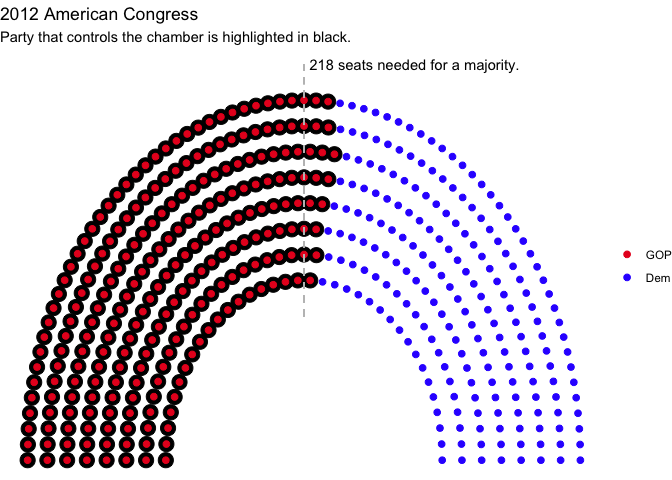 2012 American Congress
Party that controls the chamber is highlighted in black.
218 seats needed for a majority.
GOP
Dem